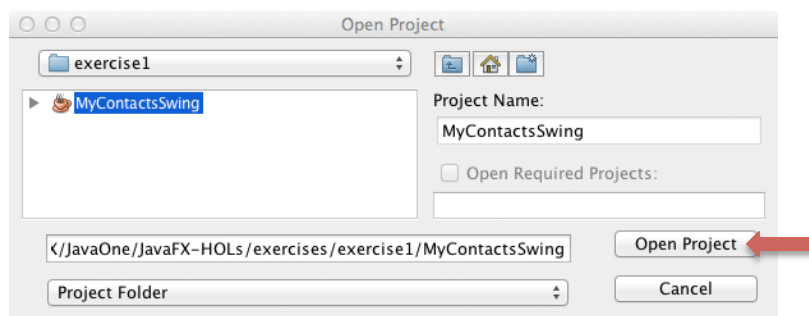 Open Project
exercise1
MyContactsSwing
Project Name:
MyContactsSwing
Open Required Projects:
/JavaOne/JavaFX-HOLs/exercises/exercise1/MyContactsSwing
Open Project
Project Folder
Cancel